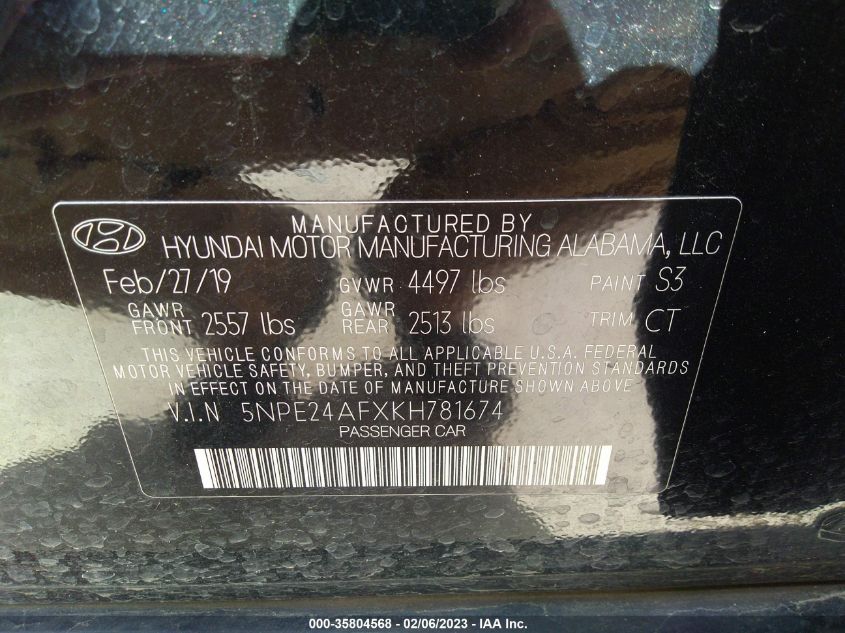 MANUFACTURED BY
HYUNDAI MOTOR MANUFACTURING ALABAMA, LLC
Feb/27/19 GVWR 4497 lbs PAINT S3
GAWR FRONT 2557 lbs GAWR REAR 2513 lbs TRIM CT
THIS VEHICLE CONFORMS TO ALL APPLICABLE U.S.A. FEDERAL
MOTOR VEHICLE SAFETY, BUMPER, AND THEFT PREVENTION STANDARDS
IN EFFECT ON THE DATE OF MANUFACTURE SHOWN ABOVE
V.I.N 5NPE24AFXKH781674
PASSENGER CAR
000-35804568 - 02/06/2023 - © IAA Inc.